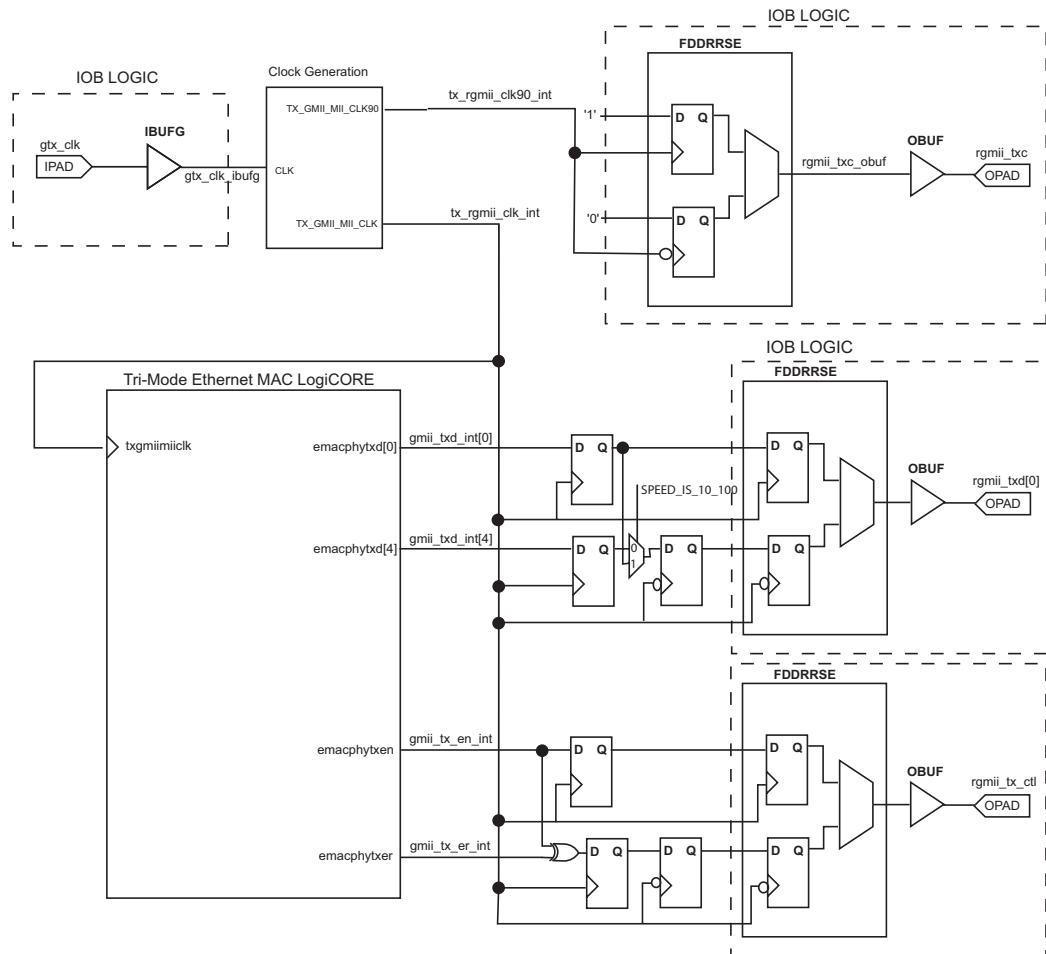 IOB LOGIC
FDDRRSE
IOB LOGIC
Clock Generation
tx_rgmii_clk90_int
TX_GMII_MII_CLK90
'1'
D Q
gtx_clk
IPAD
IBUFG
gtx_clk_ibufg
CLK
OBUF
rgmii_txc_obuf
rgmii_txc
OPAD
TX_GMII_MII_CLK
tx_rgmii_clk_int
'0'
D Q
IOB LOGIC
FDDRRSE
Tri-Mode Ethernet MAC LogiCORE
txgmiimiiclk
emacphytxd[0]
gmii_txd_int[0]
D Q
D Q
OBUF
rgmii_txd[0]
OPAD
SPEED_IS_10_100
emacphytxd[4]
gmii_txd_int[4]
D Q
0
1
D Q
D Q
FDDRRSE
emacphytxen
gmii_tx_en_int
D Q
D Q
OBUF
rgmii_tx_ctl
OPAD
emacphytxer
gmii_tx_er_int
D Q
D Q
D Q